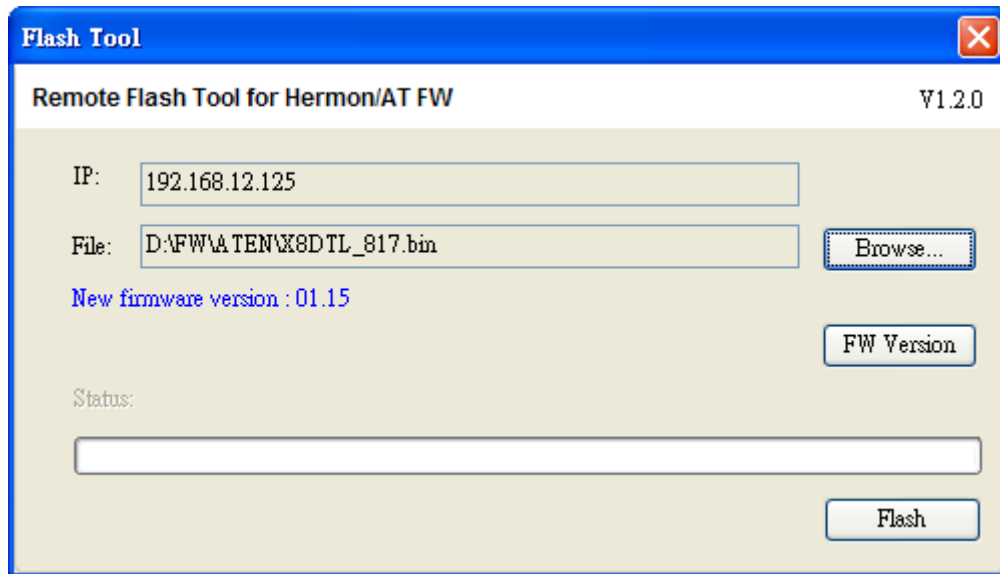 Flash Tool
Remote Flash Tool for Hermon/AT FW V1.2.0
IP: 192.168.12.125
File: D:\FW\ATEN\X8DTL_817.bin Browse...
New firmware version : 01.15
FW Version
Status:
Flash